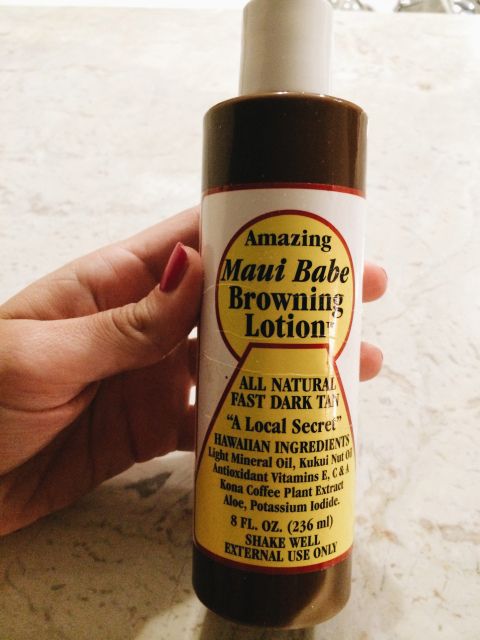 Amazing
Maui Babe
Browning
Lotion™
ALL NATURAL
FAST DARK TAN
“A Local Secret”
HAWAIIAN INGREDIENTS
Light Mineral Oil, Kukui Nut Oil
Antioxidant Vitamins E, C & A
Kona Coffee Plant Extract
Aloe, Potassium Iodide.
8 FL. OZ. (236 ml)
SHAKE WELL
EXTERNAL USE ONLY